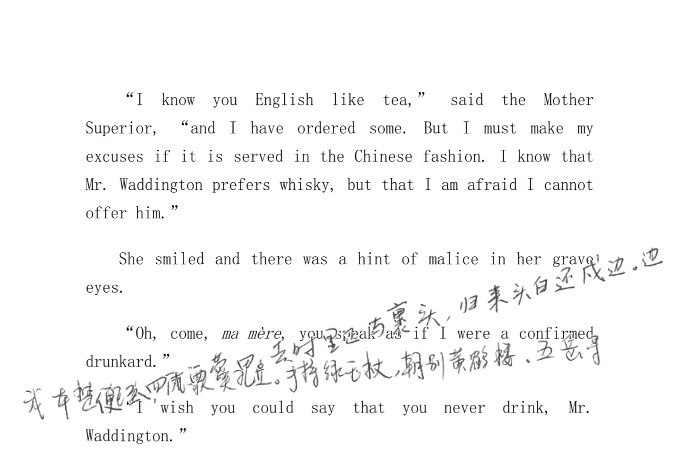 “I know you English like tea,” said the Mother
Superior, “and I have ordered some. But I must make my
excuses if it is served in the Chinese fashion. I know that
Mr. Waddington prefers whisky, but that I am afraid I cannot
offer him.”
She smiled and there was a hint of malice in her grave
eyes.
“Oh, come, ma mère, you speak as if I were a confirmed
drunkard.”
“I wish you could say that you never drink, Mr.
Waddington.”
去时里正与裹头，归来头白还戍边。边
我本楚狂人，凤歌笑孔丘。手持绿玉杖，朝别黄鹤楼。五岳寻